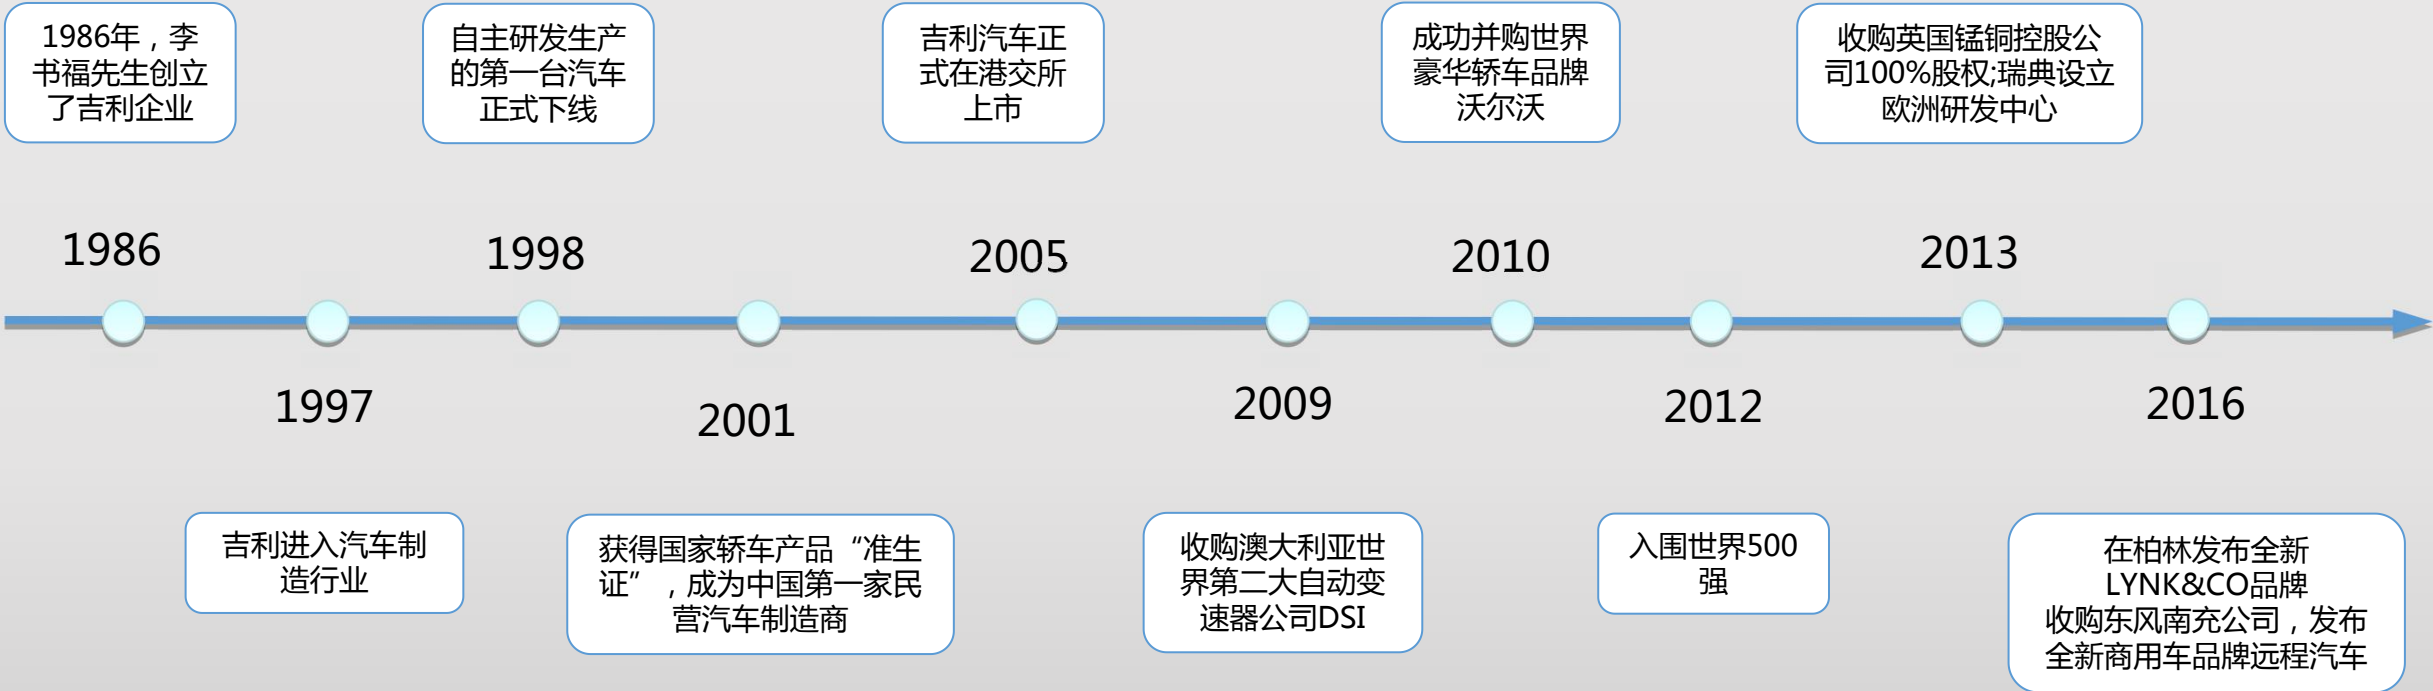 1986年，李
书福先生创立
了吉利企业
自主研发生产
的第一台汽车
正式下线
吉利汽车正
式在港交所
上市
成功并购世界
豪华轿车品牌
沃尔沃
收购英国锰铜控股公
司100%股权;瑞典设立
欧洲研发中心
1986
1998
2005
2010
2013
1997
2001
2009
2012
2016
吉利进入汽车制
造行业
获得国家轿车产品“准生
证”，成为中国第一家民
营汽车制造商
收购澳大利亚世
界第二大自动变
速器公司DSI
入围世界500
强
在柏林发布全新
LYNK&CO品牌
收购东风南充公司，发布
全新商用车品牌远程汽车